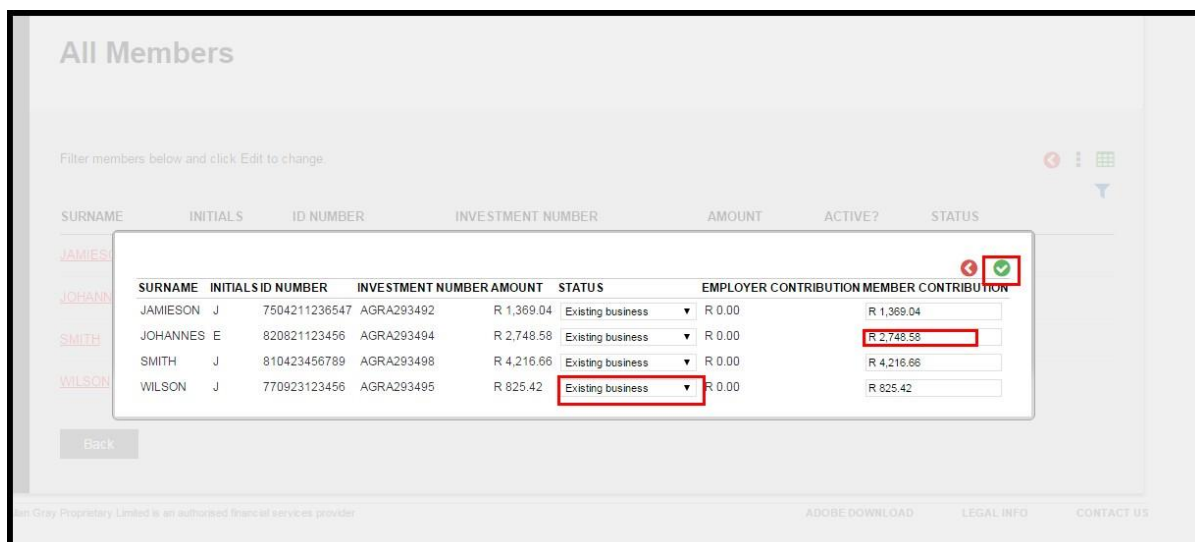 All Members
Filter members below and click Edit to change.
SURNAME INITIALS ID NUMBER INVESTMENT NUMBER AMOUNT ACTIVE? STATUS
JAMIESO
JOHANN
SMITH
WILSON
SURNAME INITIALS ID NUMBER INVESTMENT NUMBER AMOUNT STATUS EMPLOYER CONTRIBUTION MEMBER CONTRIBUTION
JAMIESON J 7504211236547 AGRA293492 R 1,369.04 Existing business R 0.00 R 1,369.04
JOHANNES E 820821123456 AGRA293494 R 2,748.58 Existing business R 0.00 R 2,748.58
SMITH J 810423456789 AGRA293498 R 4,216.66 Existing business R 0.00 R 4,216.66
WILSON J 770923123456 AGRA293495 R 825.42 Existing business R 0.00 R 825.42
Back
lan Gray Proprietary Limited is an authorised financial services provider ADOBE DOWNLOAD LEGAL INFO CONTACT US